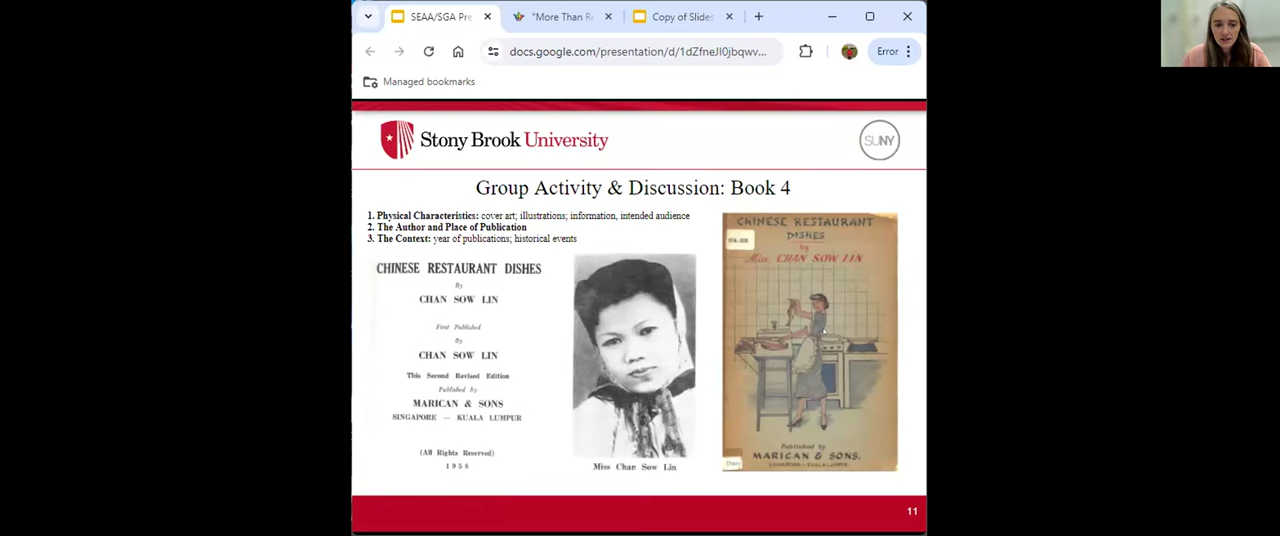 SEAA/SGA Pre
"More Than Re
Copy of Slides
docs.google.com/presentation/d/1dZfneJl0jbqwv...
Error
Managed bookmarks
Stony Brook University
SUNY
Group Activity & Discussion: Book 4
1. Physical Characteristics: cover art; illustrations; information, intended audience
2. The Author and Place of Publication
3. The Context: year of publications; historical events
CHINESE RESTAURANT DISHES
By
CHAN SOW LIN
First Published
By
CHAN SOW LIN
This Second Revised Edition
Published by
MARICAN & SONS
SINGAPORE — KUALA LUMPUR
(All Rights Reserved)
1958
Miss Chan Sow Lin
CHINESE RESTAURANT
DISHES
by
Miss CHAN SOW LIN
Published by
MARICAN & SONS.
SINGAPORE - KUALA LUMPUR
11